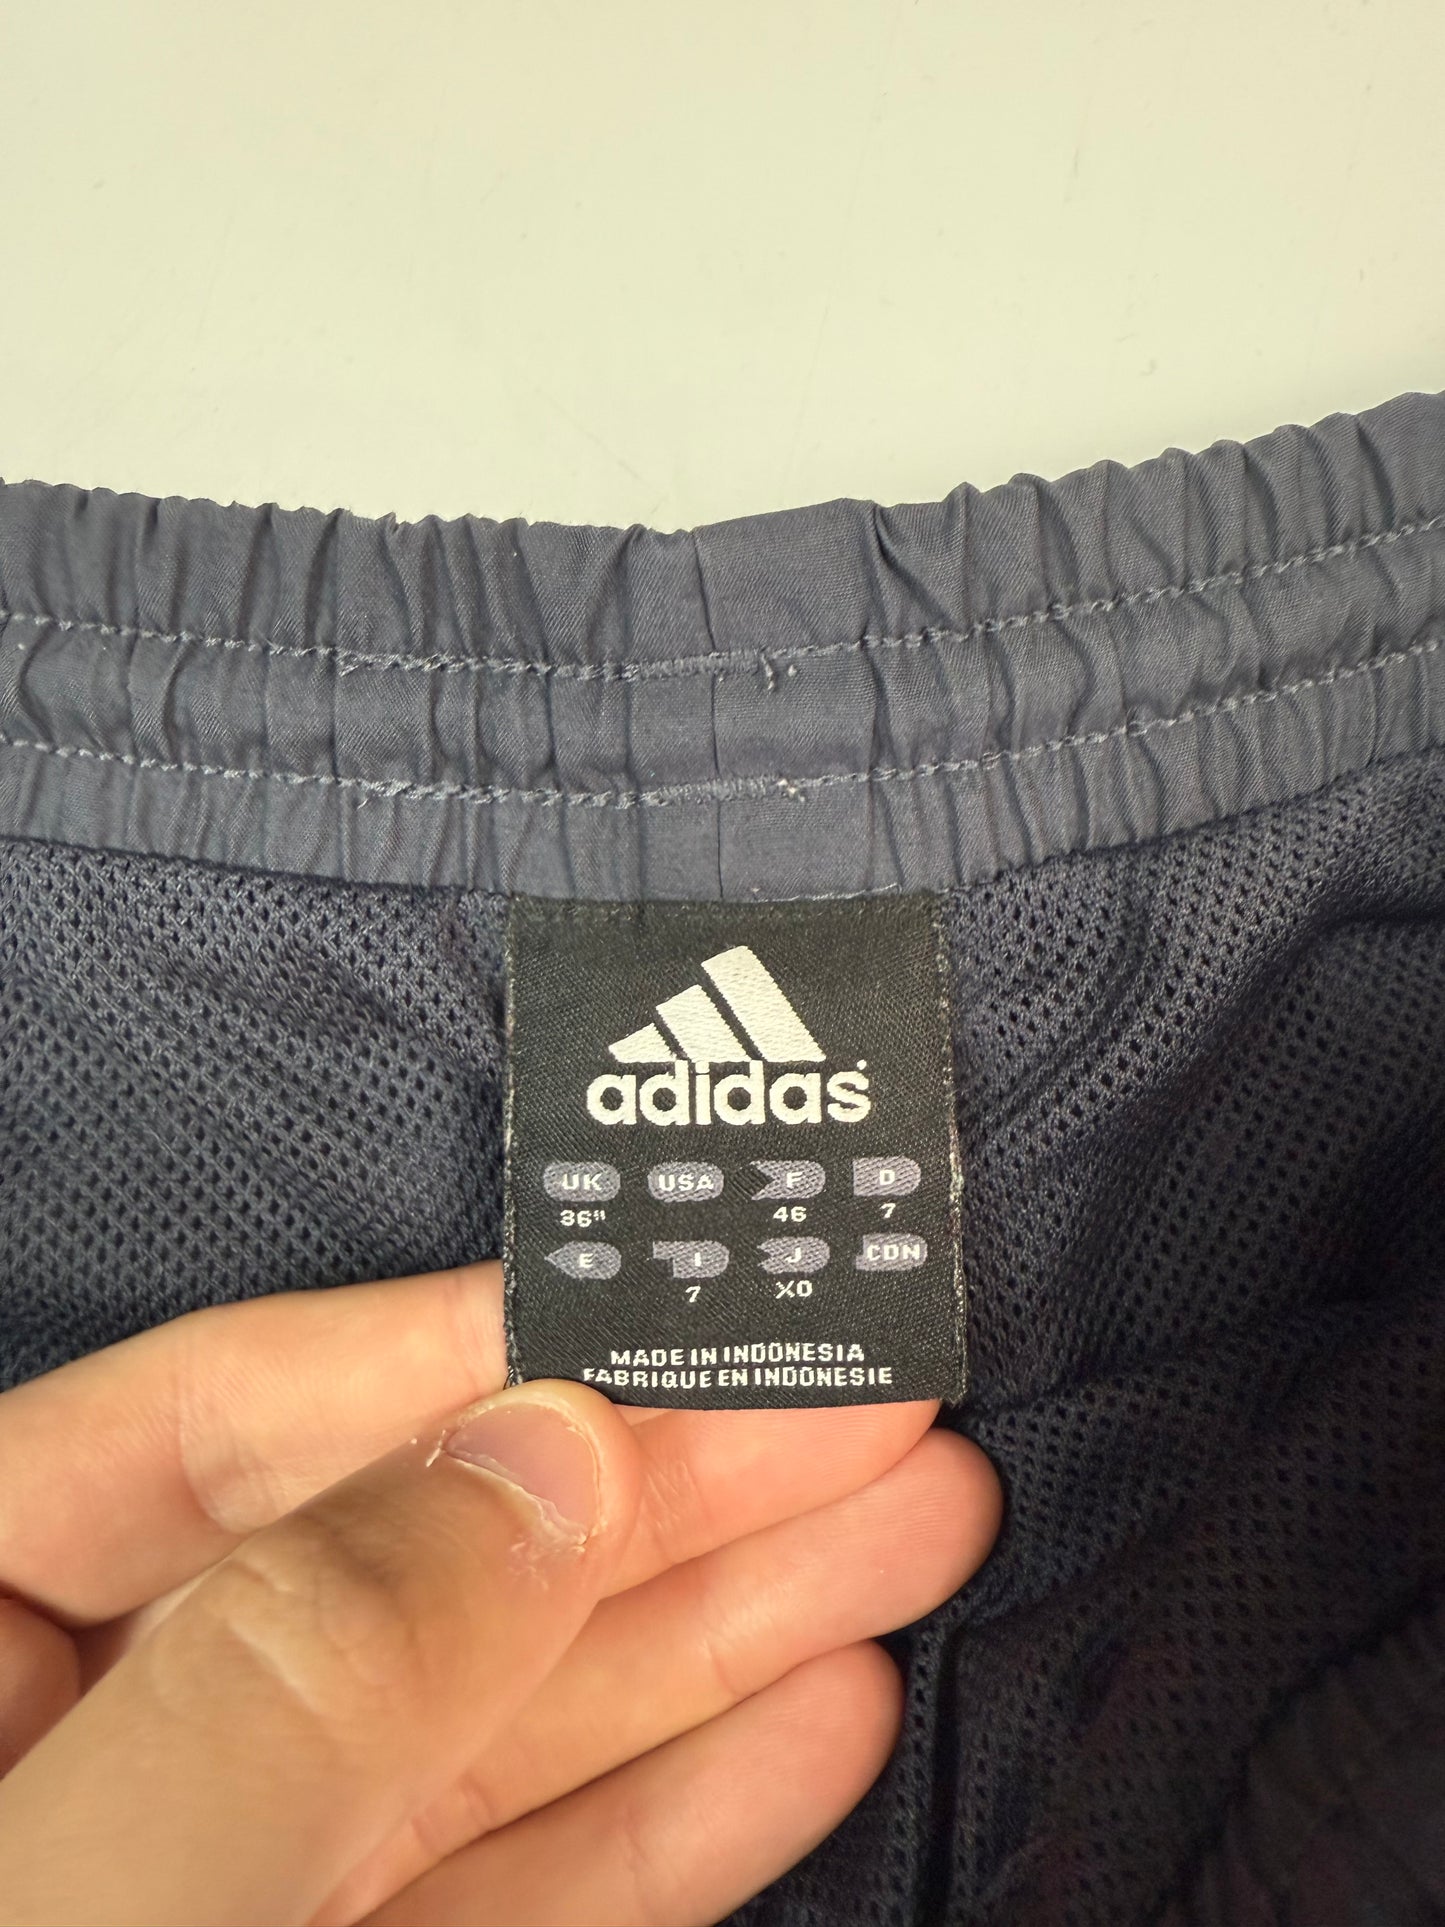 adidas
UK USA F D
36" 46 7
E I J CDN
7 XO
MADE IN INDONESIA
FABRIQUE EN INDONESIE